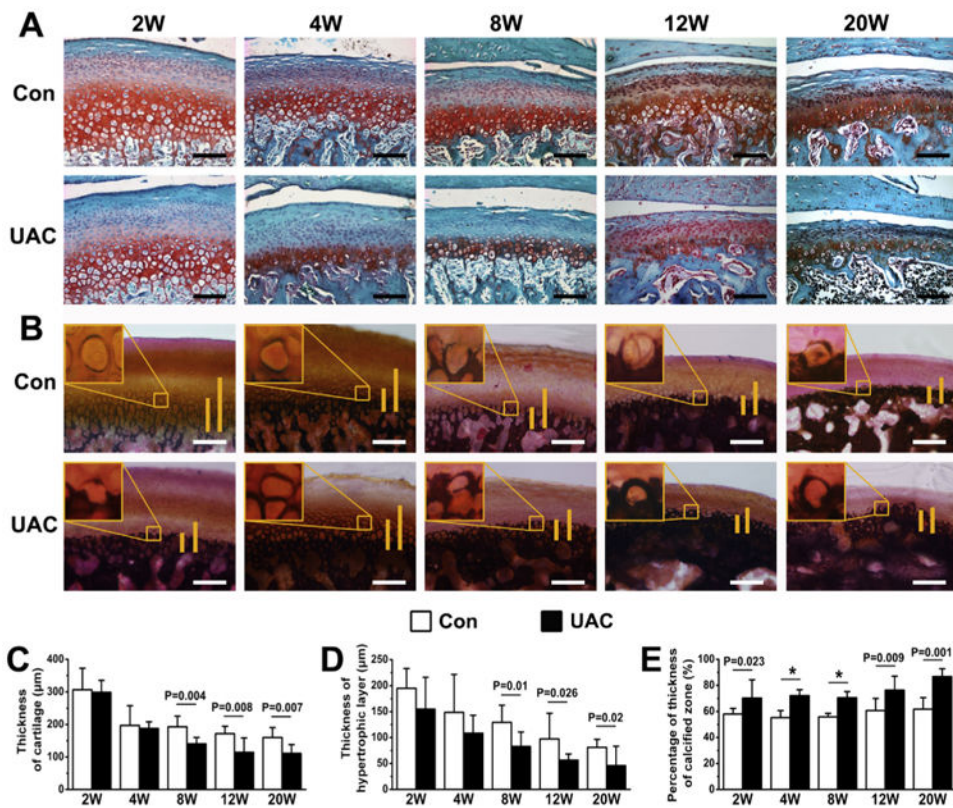 A
2W 4W 8W 12W 20W
Con
UAC
B
Con
UAC
Con UAC
C
Thickness
of cartilage (μm)
400
300
200
100
P=0.004
P=0.008
P=0.007
2W 4W 8W 12W 20W
D
Thickness of
hypertrophic layer (μm)
250
200
150
100
50
0
P=0.01
P=0.026
P=0.02
2W 4W 8W 12W 20W
E
Percentage of thickness
of calcified zone (%)
100
80
60
40
20
0
P=0.023
*
*
P=0.009
P=0.001
2W 4W 8W 12W 20W